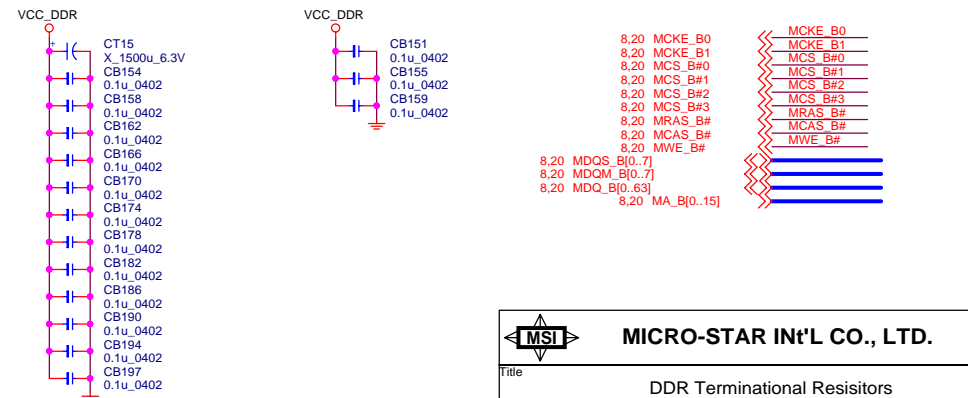 VCC_DDR
+
CT15
X_1500u_6.3V
CB154
0.1u_0402
CB158
0.1u_0402
CB162
0.1u_0402
CB166
0.1u_0402
CB170
0.1u_0402
CB174
0.1u_0402
CB178
0.1u_0402
CB182
0.1u_0402
CB186
0.1u_0402
CB190
0.1u_0402
CB194
0.1u_0402
CB197
0.1u_0402
VCC_DDR
CB151
0.1u_0402
CB155
0.1u_0402
CB159
0.1u_0402
8,20 MCKE_B0 MCKE_B0
8,20 MCKE_B1 MCKE_B1
8,20 MCS_B#0 MCS_B#0
8,20 MCS_B#1 MCS_B#1
8,20 MCS_B#2 MCS_B#2
8,20 MCS_B#3 MCS_B#3
8,20 MRAS_B# MRAS_B#
8,20 MCAS_B# MCAS_B#
8,20 MWE_B# MWE_B#
8,20 MDQS_B[0..7]
8,20 MDQM_B[0..7]
8,20 MDQ_B[0..63]
8,20 MA_B[0..15]
MSI MICRO-STAR INt'L CO., LTD.
Title
DDR Terminational Resisitors